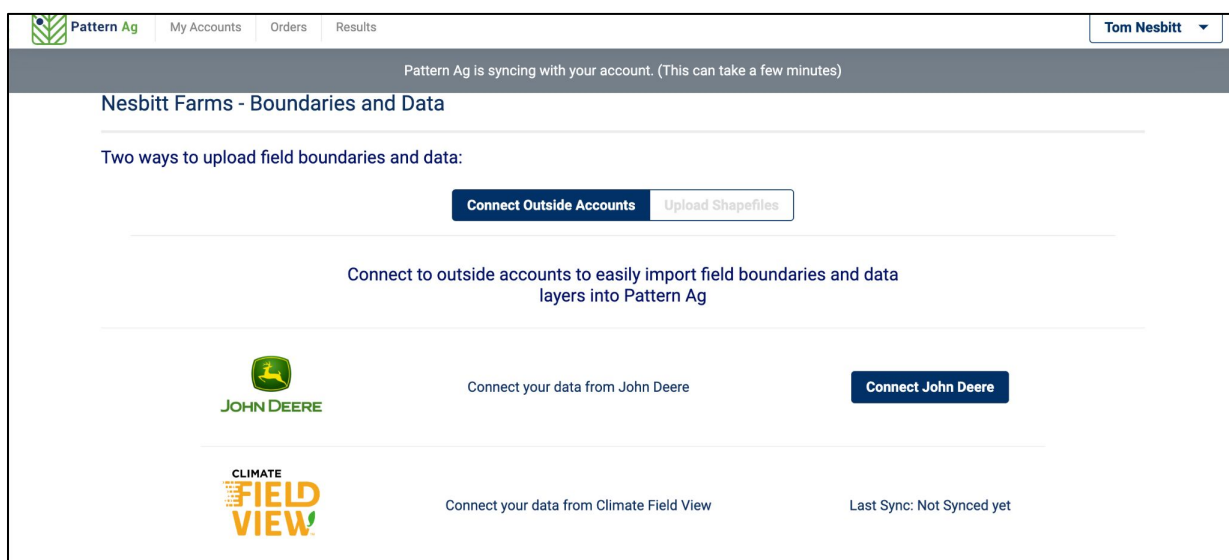 Pattern Ag My Accounts Orders Results Tom Nesbitt
Pattern Ag is syncing with your account. (This can take a few minutes)
Nesbitt Farms - Boundaries and Data
Two ways to upload field boundaries and data:
Connect Outside Accounts Upload Shapefiles
Connect to outside accounts to easily import field boundaries and data
layers into Pattern Ag
JOHN DEERE Connect your data from John Deere Connect John Deere
CLIMATE
FIELD
VIEW
Connect your data from Climate Field View Last Sync: Not Synced yet